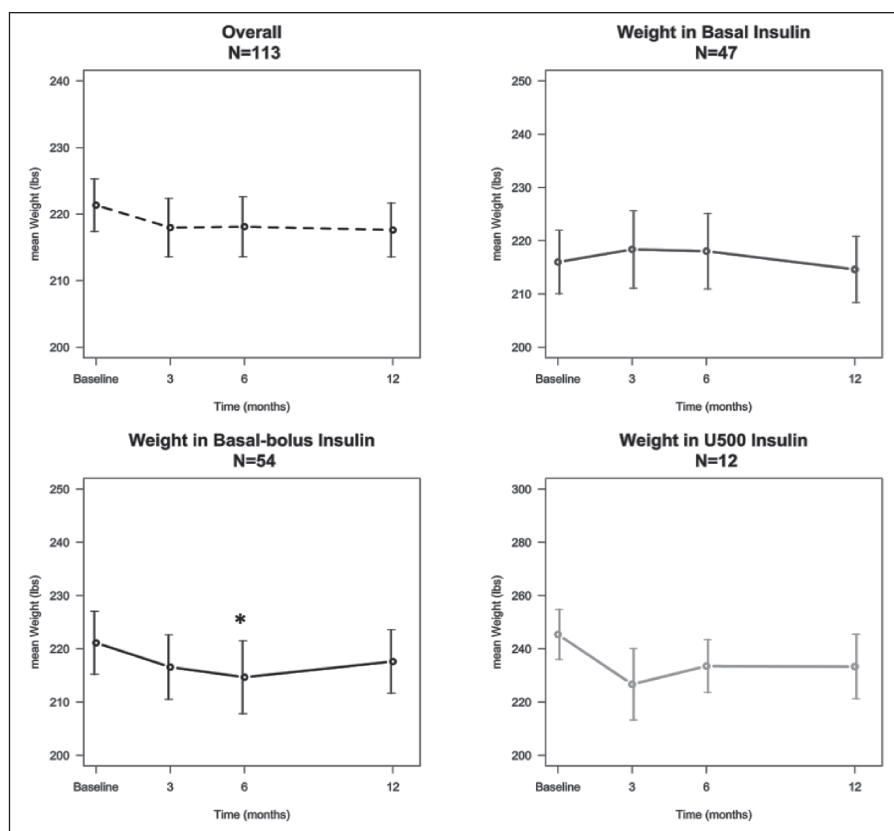 Overall
N=113
240
230
220
210
200
mean Weight (lbs)
Baseline 3 6 12
Time (months)
Weight in Basal Insulin
N=47
250
240
230
220
210
200
mean Weight (lbs)
Baseline 3 6 12
Time (months)
Weight in Basal-bolus Insulin
N=54
250
240
230
220
210
200
mean Weight (lbs)
*
Baseline 3 6 12
Time (months)
Weight in U500 Insulin
N=12
300
280
260
240
220
200
mean Weight (lbs)
Baseline 3 6 12
Time (months)